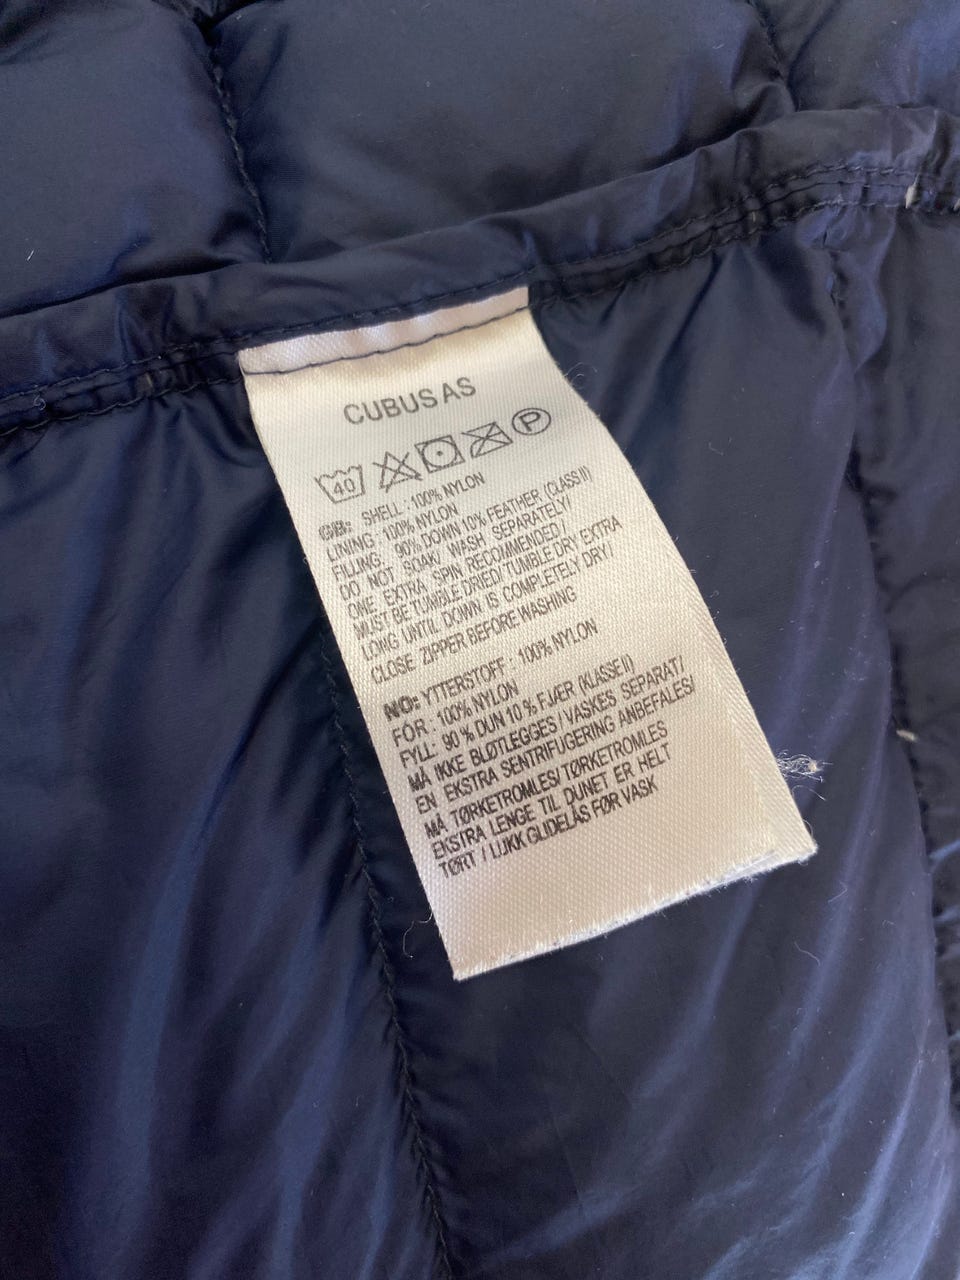 CUBUS AS
40 P
GB: SHELL : 100% NYLON
LINING : 100% NYLON
FILLING : 90% DOWN 10% FEATHER (CLASS II)
DO NOT SOAK/ WASH SEPARATELY/
ONE EXTRA SPIN RECOMMENDED/
MUST BE TUMBLE DRIED/ TUMBLE DRY EXTRA
LONG UNTIL DOWN IS COMPLETELY DRY/
CLOSE ZIPPER BEFORE WASHING
NO: YTTERSTOFF : 100% NYLON
FÔR : 100% NYLON
FYLL: 90 % DUN 10 % FJÆR (KLASSE II)
MÅ IKKE BLØTLEGGES / VASKES SEPARAT/
EN EKSTRA SENTRIFUGERING ANBEFALES/
MÅ TØRKETROMLES/ TØRKETROMLES
EKSTRA LENGE TIL DUNET ER HELT
TØRT / LUKK GLIDELÅS FØR VASK